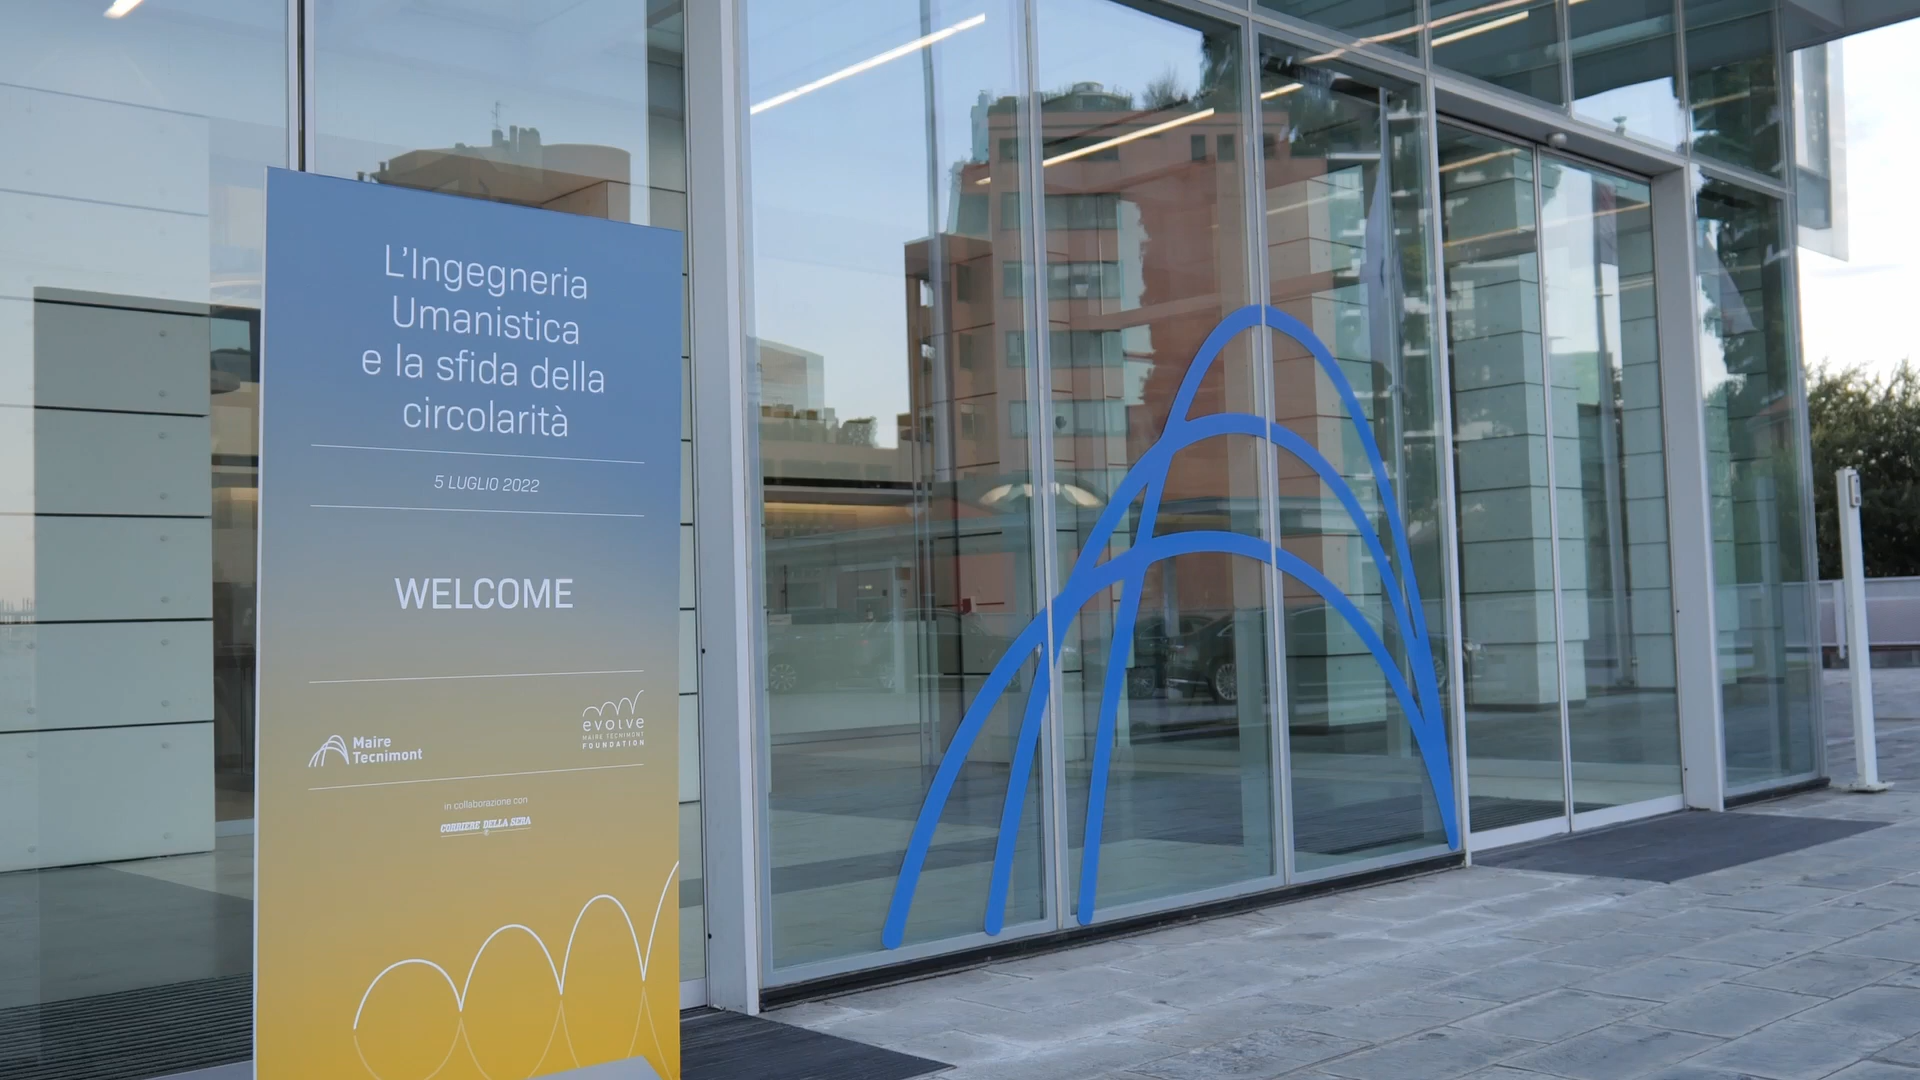 L'Ingegneria
Umanistica
e la sfida della
circolarità
5 LUGLIO 2022
WELCOME
Maire
Tecnimont
evolve
MAIRE TECNIMONT
FOUNDATION
in collaborazione con
CORRIERE DELLA SERA